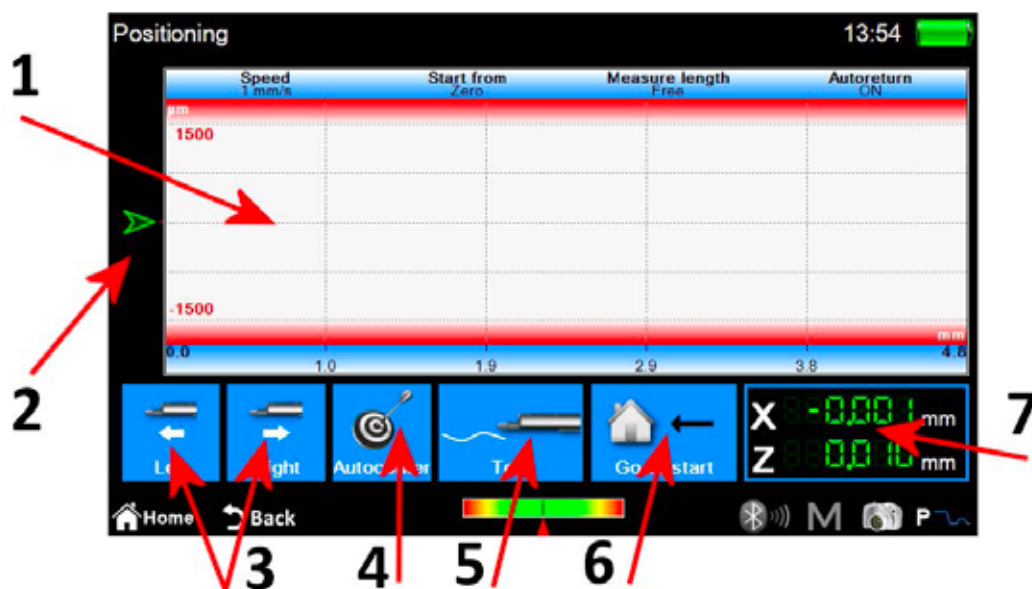 Positioning 13:54
1
Speed Start from Measure length Autoreturn
1 mm/s Zero Free ON
µm
1500
-1500
mm
0.0 4.8
1.0 1.9 2.9 3.8
2
X -0,001 mm
7
Z 0,010 mm
Home Back M P
3 4 5 6